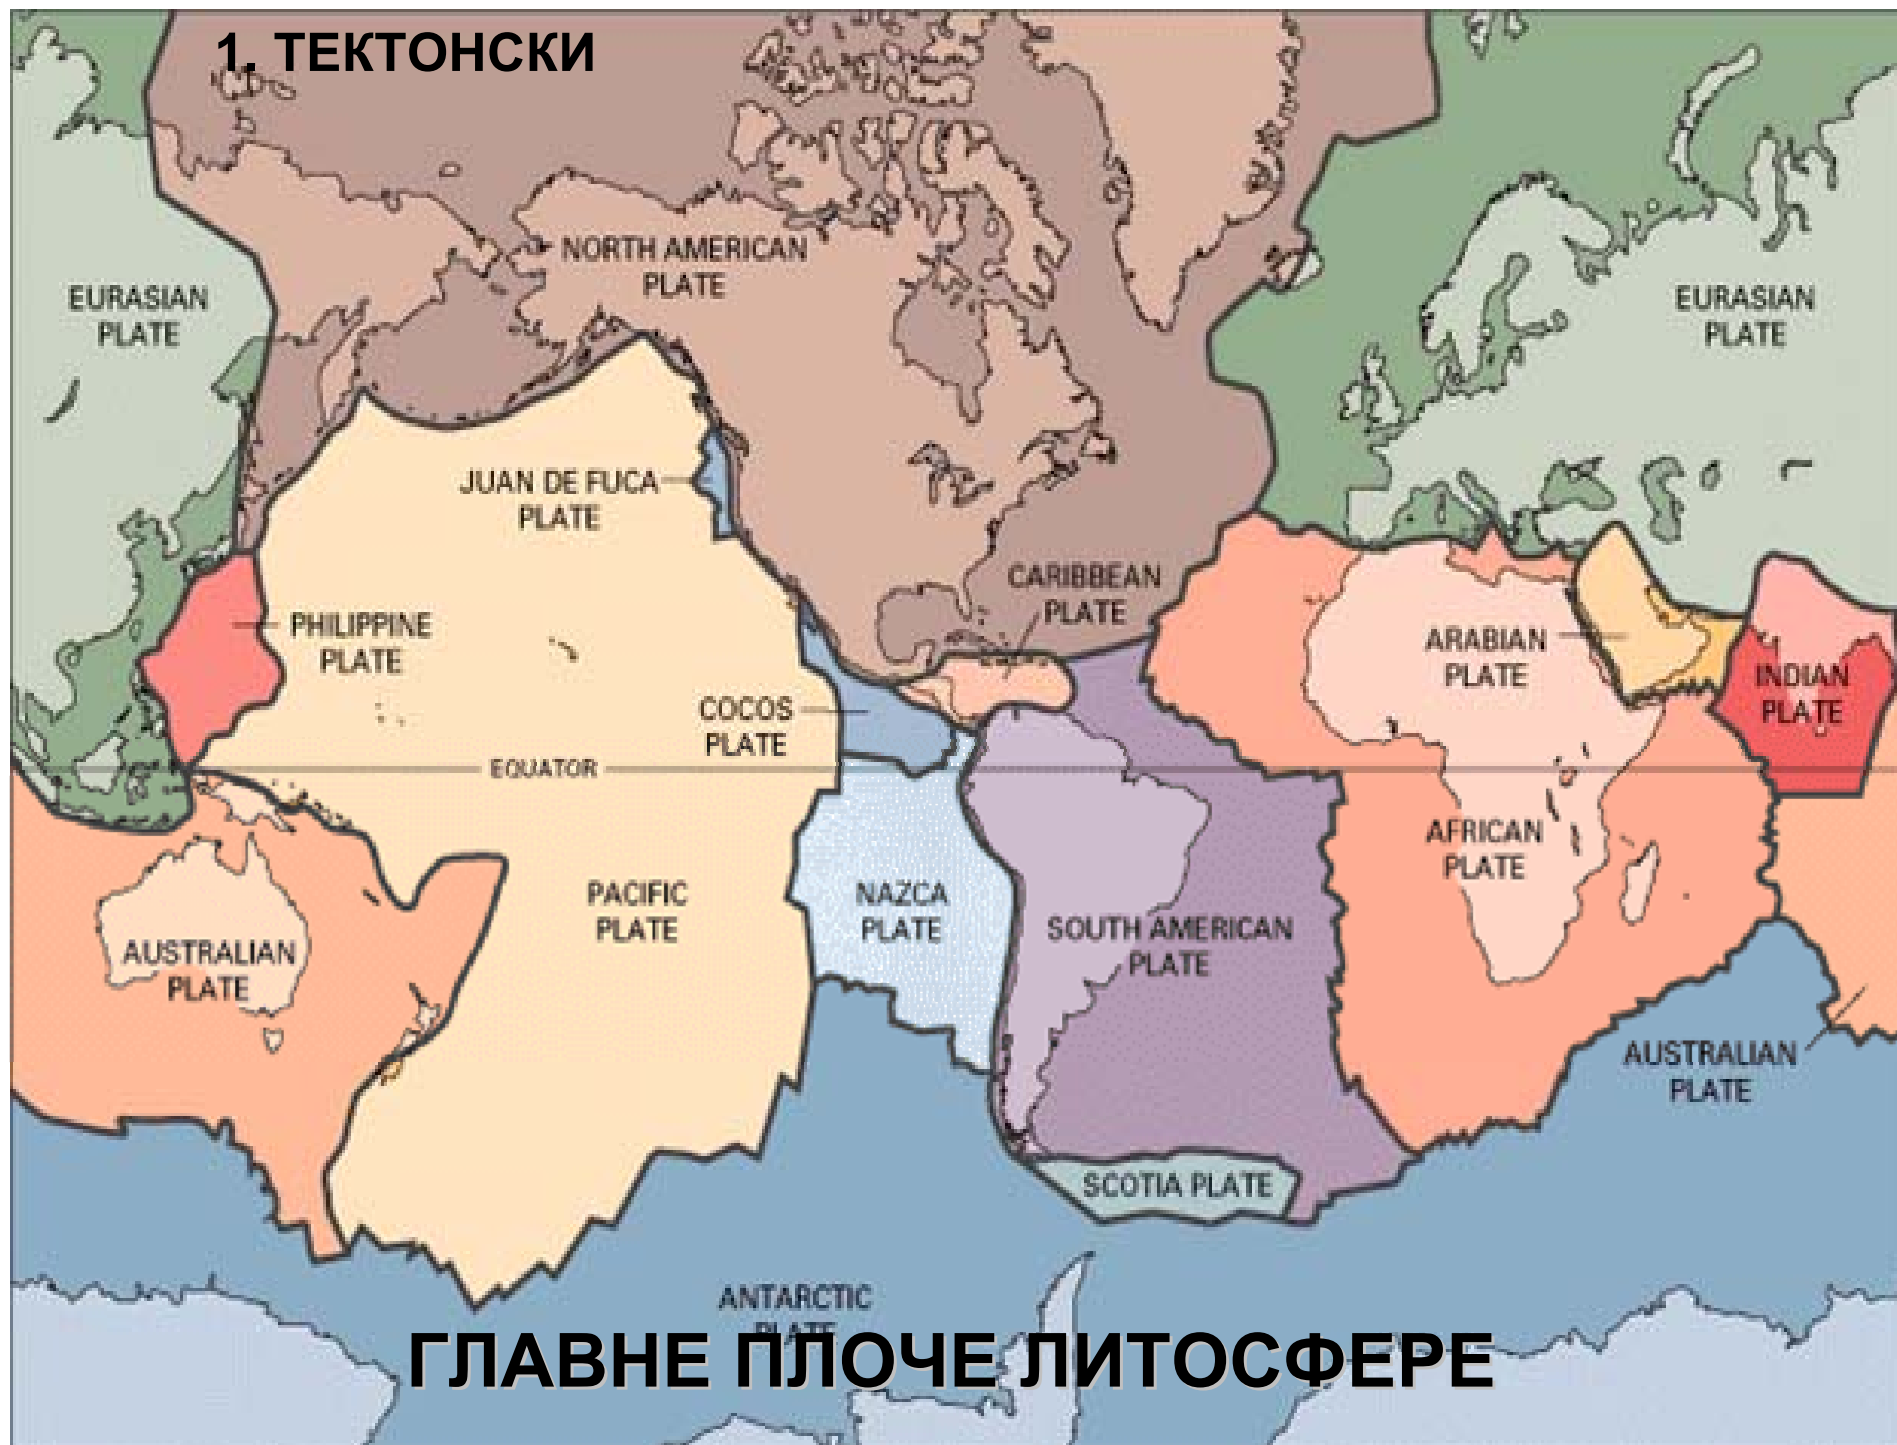 1. ТЕКТОНСКИ
NORTH AMERICAN
PLATE
EURASIAN
PLATE
EURASIAN
PLATE
JUAN DE FUCA
PLATE
CARIBBEAN
PLATE
PHILIPPINE
PLATE
ARABIAN
PLATE
INDIAN
PLATE
COCOS
PLATE
EQUATOR
AFRICAN
PLATE
PACIFIC
PLATE
NAZCA
PLATE
SOUTH AMERICAN
PLATE
AUSTRALIAN
PLATE
AUSTRALIAN
PLATE
SCOTIA PLATE
ANTARCTIC
PLATE
ГЛАВНЕ ПЛОЧЕ ЛИТОСФЕРЕ